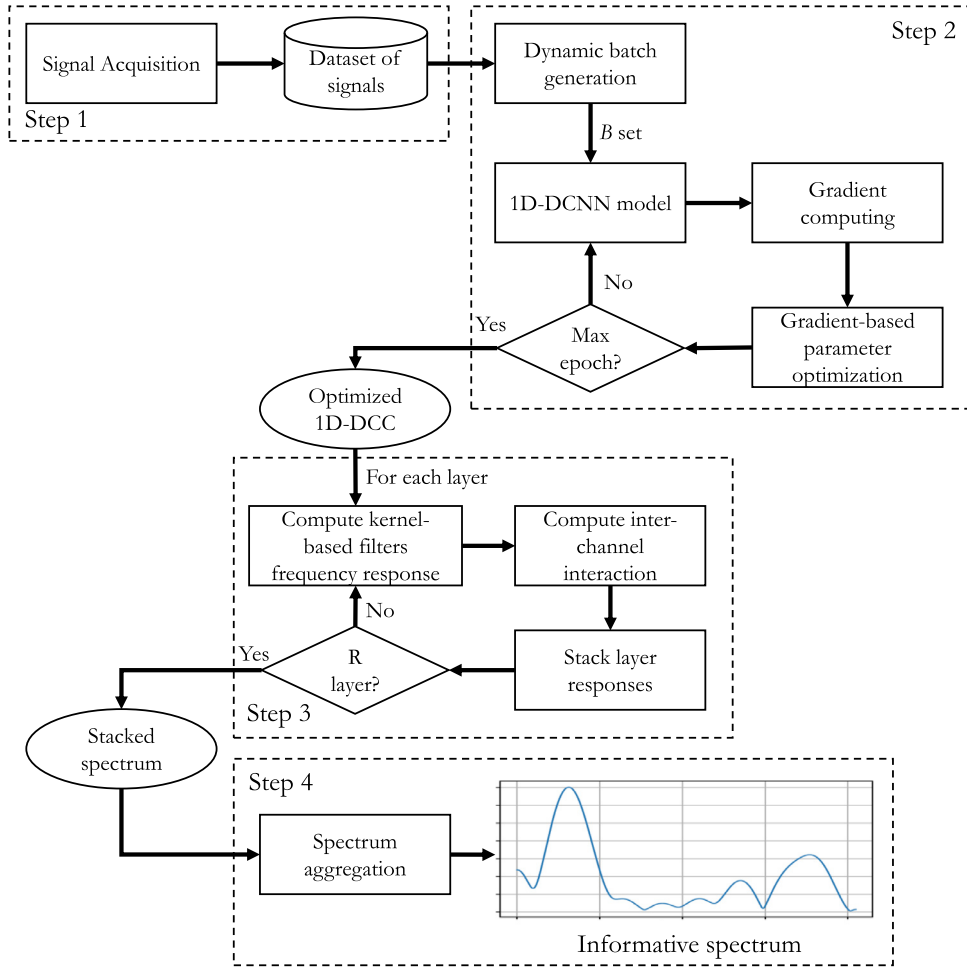 Signal Acquisition
Dataset of
signals
Step 1
Step 2
Dynamic batch
generation
B set
1D-DCNN model
Gradient
computing
No
Yes
Max
epoch?
Gradient-based
parameter
optimization
Optimized
1D-DCC
For each layer
Compute kernel-
based filters
frequency response
Compute inter-
channel
interaction
No
Yes
R
layer?
Stack layer
responses
Step 3
Stacked
spectrum
Step 4
Spectrum
aggregation
Informative spectrum